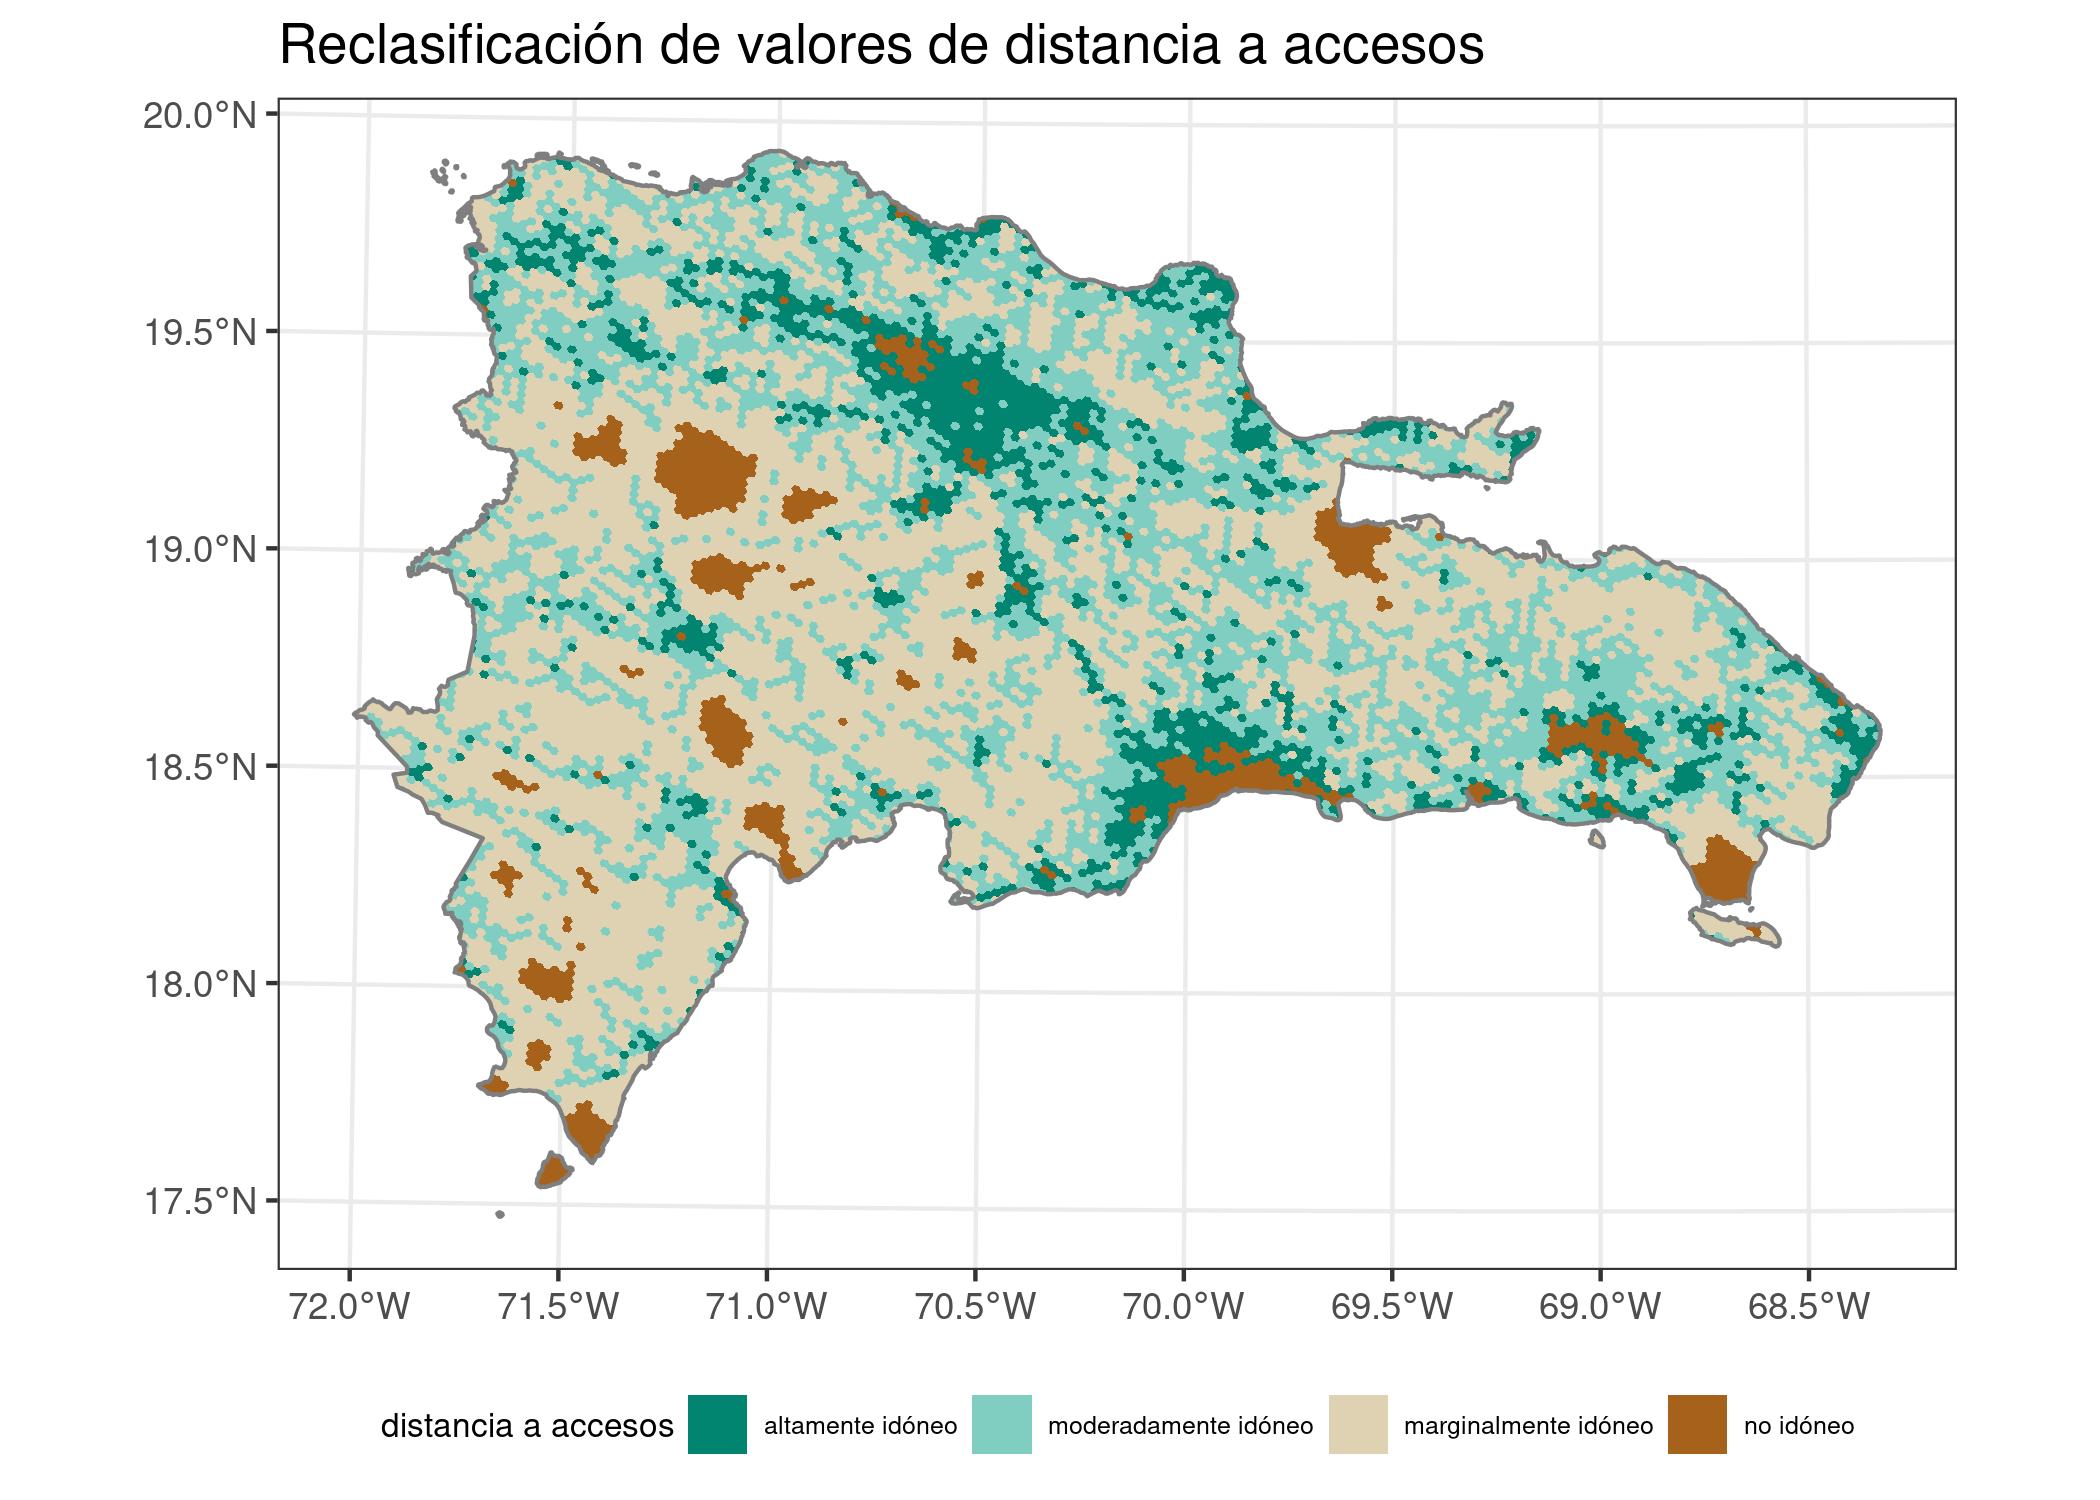 Reclasificación de valores de distancia a accesos
20.0°N
19.5°N
19.0°N
18.5°N
18.0°N
17.5°N
72.0°W 71.5°W 71.0°W 70.5°W 70.0°W 69.5°W 69.0°W 68.5°W
distancia a accesos altamente idóneo moderadamente idóneo marginalmente idóneo no idóneo